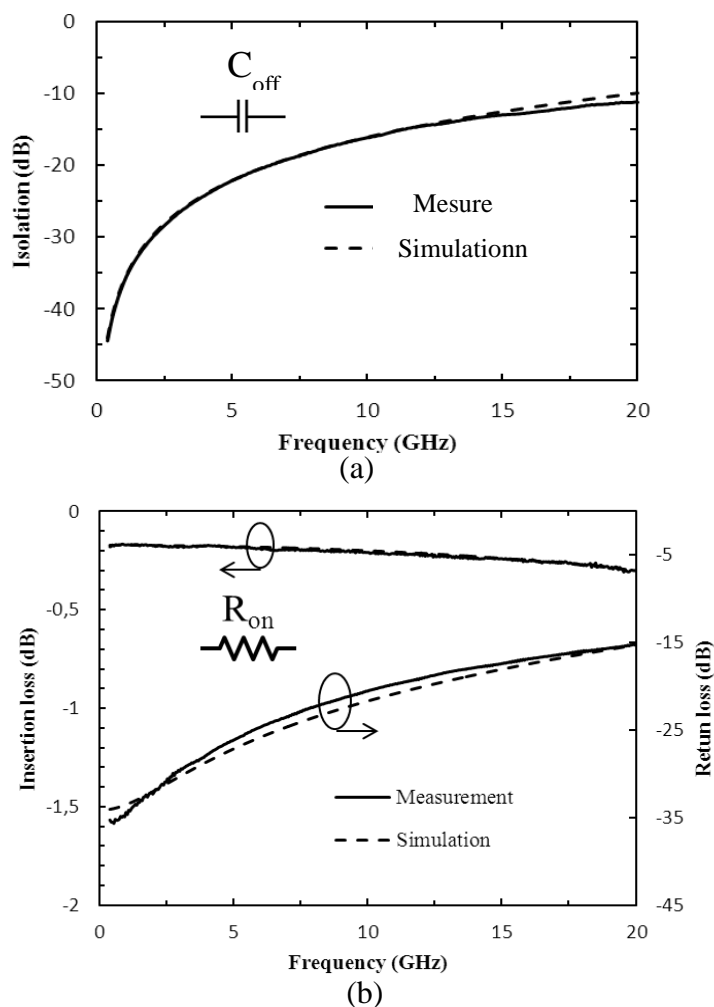 0
-10
-20
-30
-40
-50
Isolation (dB)
C_off
Mesure
Simulationn
0 5 10 15 20
Frequency (GHz)
(a)
0
-0,5
-1
-1,5
-2
Insertion loss (dB)
R_on
-5
-15
-25
-35
-45
Retun loss (dB)
Measurement
Simulation
0 5 10 15 20
Frequency (GHz)
(b)